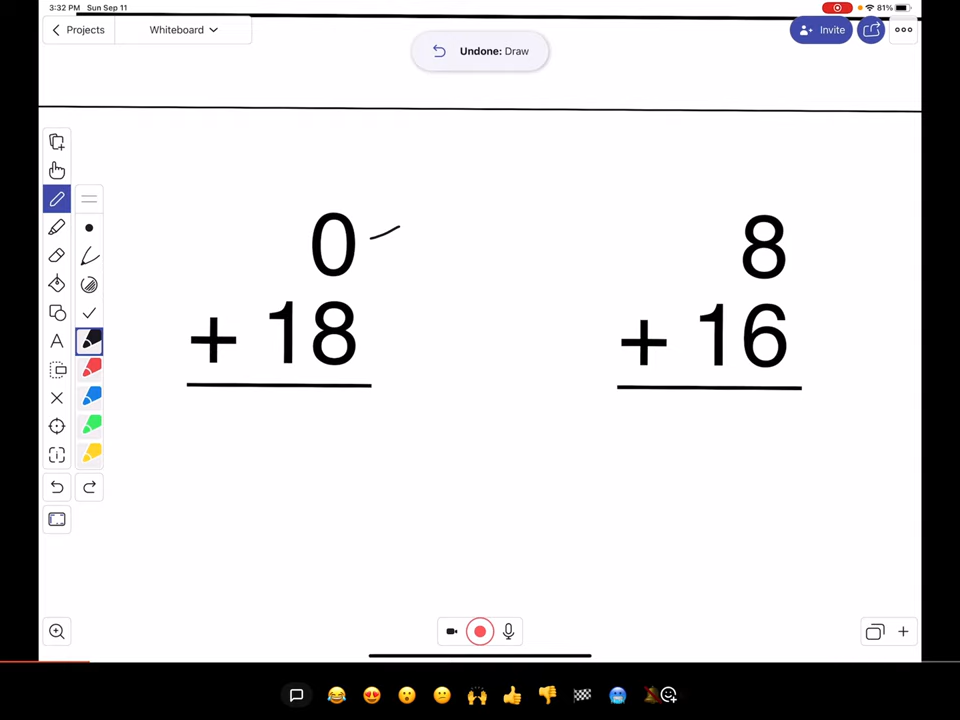 3:32 PM Sun Sep 11
81%
Projects
Whiteboard
Undone: Draw
Invite
0
+ 18
8
+ 16
A